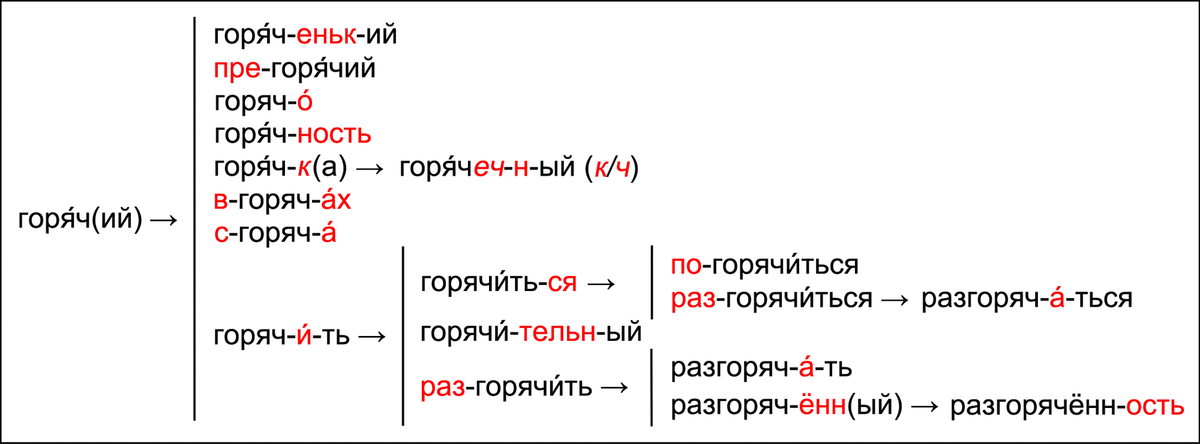 горя́ч-еньк-ий
пре-горя́чий
горяч-о́
горя́ч-ность
горя́ч-к(а) → горя́чеч-н-ый (к/ч)
в-горяч-а́х
горя́ч(ий) →
с-горяч-а́
по-горячи́ться
горячи́ть-ся →
раз-горячи́ться → разгоряч-а́-ться
горяч-и́-ть →
горячи́-тельн-ый
разгоряч-а́-ть
раз-горячи́ть →
разгоряч-ённ(ый) → разгорячённ-ость